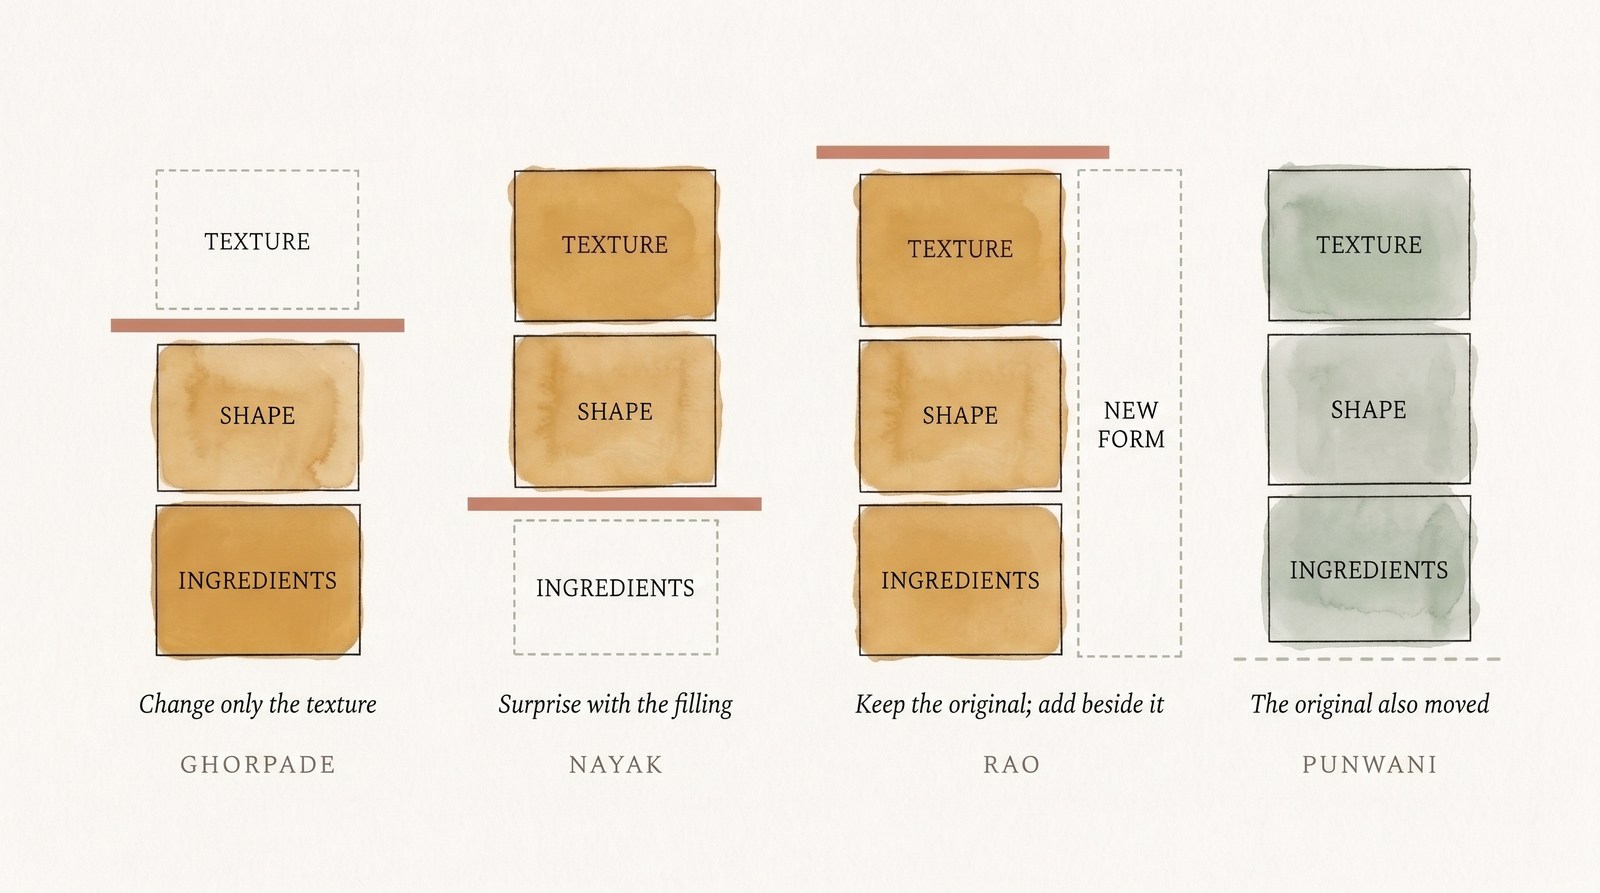 TEXTURE
SHAPE
INGREDIENTS
Change only the texture
GHORPADE
TEXTURE
SHAPE
INGREDIENTS
Surprise with the filling
NAYAK
TEXTURE
SHAPE
INGREDIENTS
NEW
FORM
Keep the original; add beside it
RAO
TEXTURE
SHAPE
INGREDIENTS
The original also moved
PUNWANI